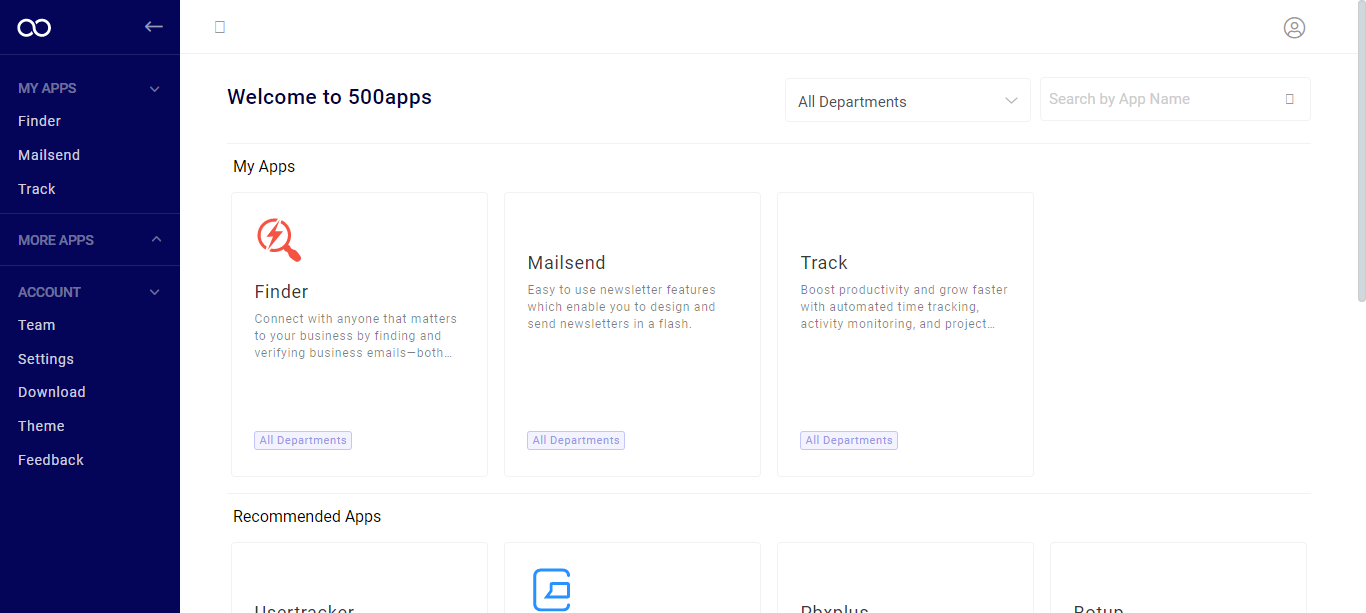 MY APPS
Finder
Mailsend
Track
MORE APPS
ACCOUNT
Team
Settings
Download
Theme
Feedback
Welcome to 500apps
All Departments
Search by App Name
My Apps
Finder
Connect with anyone that matters
to your business by finding and
verifying business emails—both…
All Departments
Mailsend
Easy to use newsletter features
which enable you to design and
send newsletters in a flash.
All Departments
Track
Boost productivity and grow faster
with automated time tracking,
activity monitoring, and project…
All Departments
Recommended Apps
Usertracker
Pbxplus
Botup